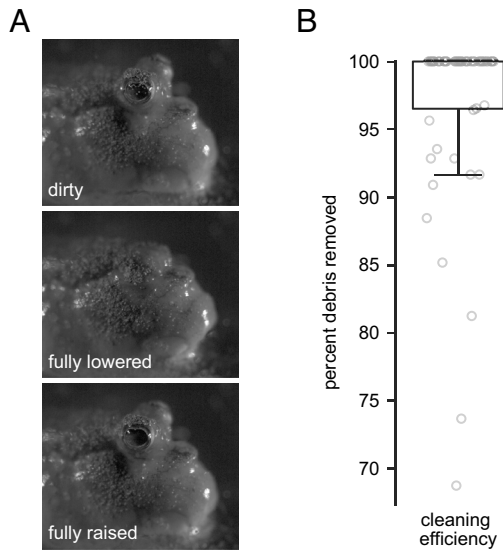 A
dirty
fully lowered
fully raised
B
percent debris removed
100
95
90
85
80
75
70
cleaning
efficiency